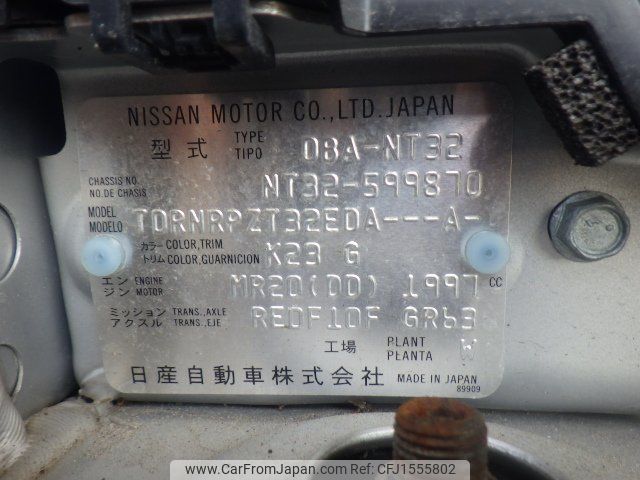 NISSAN MOTOR CO., LTD. JAPAN
型式 TYPE TIPO DBA-NT32
CHASSIS NO. NO. DE CHASIS NT32-599870
MODEL MODELO TDRNRPZT32EDA---A-
カラー COLOR, TRIM トリム COLOR, GUARNICION K23 G
エンジン ENGINE MOTOR MR20(DD) 1997 CC
ミッション TRANS., AXLE アクスル TRANS., EJE RE0F10F GR63
工場 PLANT PLANTA W
日産自動車株式会社 MADE IN JAPAN
89909
PHOTO FROM CarFromJapan.com REF ID: CFJ1555802